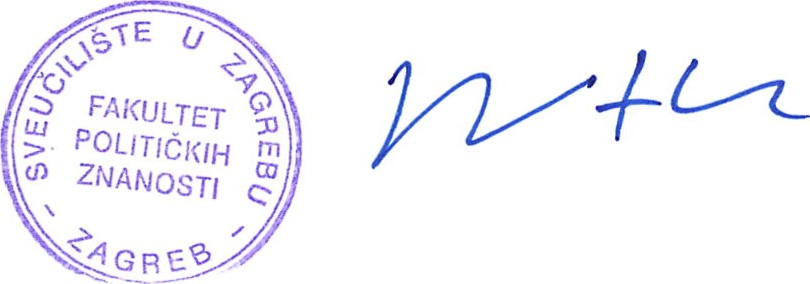 SVEUČILIŠTE U ZAGREBU
FAKULTET
POLITIČKIH
ZNANOSTI
- ZAGREB -